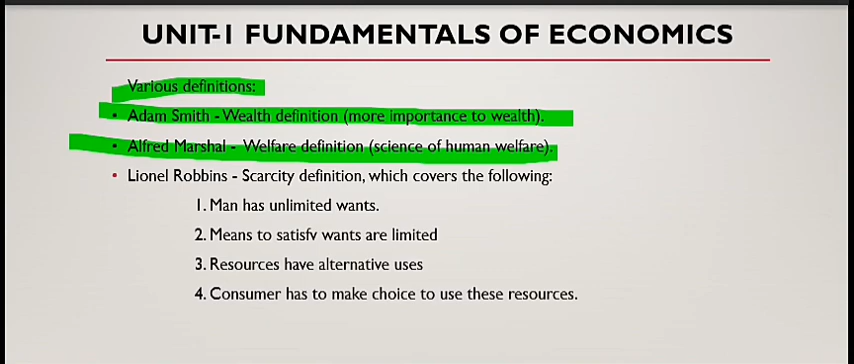 UNIT-1 FUNDAMENTALS OF ECONOMICS
Various definitions:
• Adam Smith - Wealth definition (more importance to wealth).
• Alfred Marshal - Welfare definition (science of human welfare).
• Lionel Robbins - Scarcity definition, which covers the following:
1. Man has unlimited wants.
2. Means to satisfy wants are limited
3. Resources have alternative uses
4. Consumer has to make choice to use these resources.